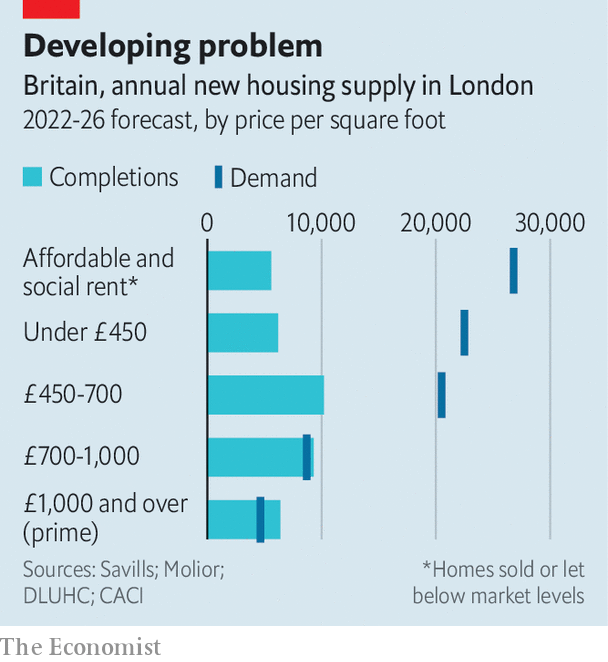 Developing problem
Britain, annual new housing supply in London
2022-26 forecast, by price per square foot
Completions Demand
0 10,000 20,000 30,000
Affordable and
social rent*
Under £450
£450-700
£700-1,000
£1,000 and over
(prime)
Sources: Savills; Molior;
DLUHC; CACI
*Homes sold or let
below market levels
The Economist